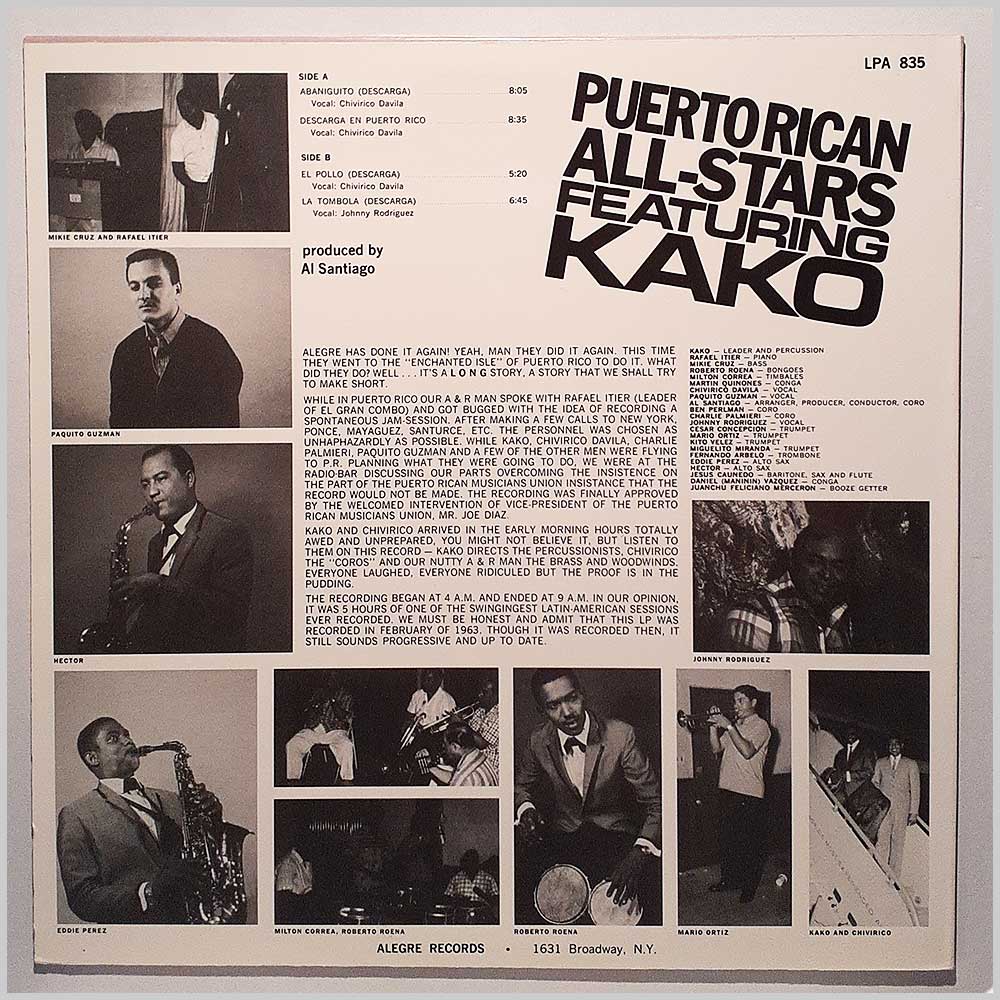 LPA 835
SIDE A
ABANIGUITO (DESCARGA) 8:05
Vocal: Chivirico Davila
DESCARGA EN PUERTO RICO 8:35
Vocal: Chivirico Davila
SIDE B
EL POLLO (DESCARGA) 5:20
Vocal: Chivirico Davila
LA TOMBOLA (DESCARGA) 6:45
Vocal: Johnny Rodriguez
produced by
Al Santiago
PUERTO RICAN
ALL-STARS
FEATURING
KAKO
MIKIE CRUZ AND RAFAEL ITIER
PAQUITO GUZMAN
HECTOR
ALEGRE HAS DONE IT AGAIN! YEAH, MAN THEY DID IT AGAIN. THIS TIME
THEY WENT TO THE "ENCHANTED ISLE" OF PUERTO RICO TO DO IT. WHAT
DID THEY DO? WELL . . . IT'S A L O N G STORY, A STORY THAT WE SHALL TRY
TO MAKE SHORT.
WHILE IN PUERTO RICO OUR A & R MAN SPOKE WITH RAFAEL ITIER (LEADER
OF EL GRAN COMBO) AND GOT BUGGED WITH THE IDEA OF RECORDING A
SPONTANEOUS JAM-SESSION. AFTER MAKING A FEW CALLS TO NEW YORK,
PONCE, MAYAGUEZ, SANTURCE, ETC. THE PERSONNEL WAS CHOSEN AS
UNHAPHAZARDLY AS POSSIBLE. WHILE KAKO, CHIVIRICO DAVILA, CHARLIE
PALMIERI, PAQUITO GUZMAN AND A FEW OF THE OTHER MEN WERE FLYING
TO P.R. PLANNING WHAT THEY WERE GOING TO DO, WE WERE AT THE
RADIO-BAR DISCUSSING OUR PARTS OVERCOMING THE INSISTENCE ON
THE PART OF THE PUERTO RICAN MUSICIANS UNION INSISTANCE THAT THE
RECORD WOULD NOT BE MADE. THE RECORDING WAS FINALLY APPROVED
BY THE WELCOMED INTERVENTION OF VICE-PRESIDENT OF THE PUERTO
RICAN MUSICIANS UNION, MR. JOE DIAZ.
KAKO AND CHIVIRICO ARRIVED IN THE EARLY MORNING HOURS TOTALLY
AWED AND UNPREPARED, YOU MIGHT NOT BELIEVE IT, BUT LISTEN TO
THEM ON THIS RECORD — KAKO DIRECTS THE PERCUSSIONISTS, CHIVIRICO
THE "COROS" AND OUR NUTTY A & R MAN THE BRASS AND WOODWINDS.
EVERYONE LAUGHED, EVERYONE RIDICULED BUT THE PROOF IS IN THE
PUDDING.
THE RECORDING BEGAN AT 4 A.M. AND ENDED AT 9 A.M. IN OUR OPINION,
IT WAS 5 HOURS OF ONE OF THE SWINGINGEST LATIN-AMERICAN SESSIONS
EVER RECORDED. WE MUST BE HONEST AND ADMIT THAT THIS LP WAS
RECORDED IN FEBRUARY OF 1963. THOUGH IT WAS RECORDED THEN, IT
STILL SOUNDS PROGRESSIVE AND UP TO DATE.
KAKO — LEADER AND PERCUSSION
RAFAEL ITIER — PIANO
MIKIE CRUZ — BASS
ROBERTO ROENA — BONGOES
MILTON CORREA — TIMBALES
MARTIN QUINONES — CONGA
CHIVIRICO DAVILA — VOCAL
PAQUITO GUZMAN — VOCAL
AL SANTIAGO — ARRANGER, PRODUCER, CONDUCTOR, CORO
BEN PERLMAN — CORO
CHARLIE PALMIERI — CORO
JOHNNY RODRIGUEZ — VOCAL
CESAR CONCEPCION — TRUMPET
MARIO ORTIZ — TRUMPET
KITO VELEZ — TRUMPET
MIGUELITO MIRANDA — TRUMPET
FERNANDO ARBELO — TROMBONE
EDDIE PEREZ — ALTO SAX
HECTOR — ALTO SAX
JESUS CAUNEDO — BARITONE, SAX AND FLUTE
DANIEL (MANININ) VAZQUEZ — CONGA
JUANCHU FELICIANO MERCERON — BOOZE GETTER
JOHNNY RODRIGUEZ
EDDIE PEREZ
MILTON CORREA, ROBERTO ROENA
ROBERTO ROENA
MARIO ORTIZ
KAKO AND CHIVIRICO
ALEGRE RECORDS • 1631 Broadway, N.Y.